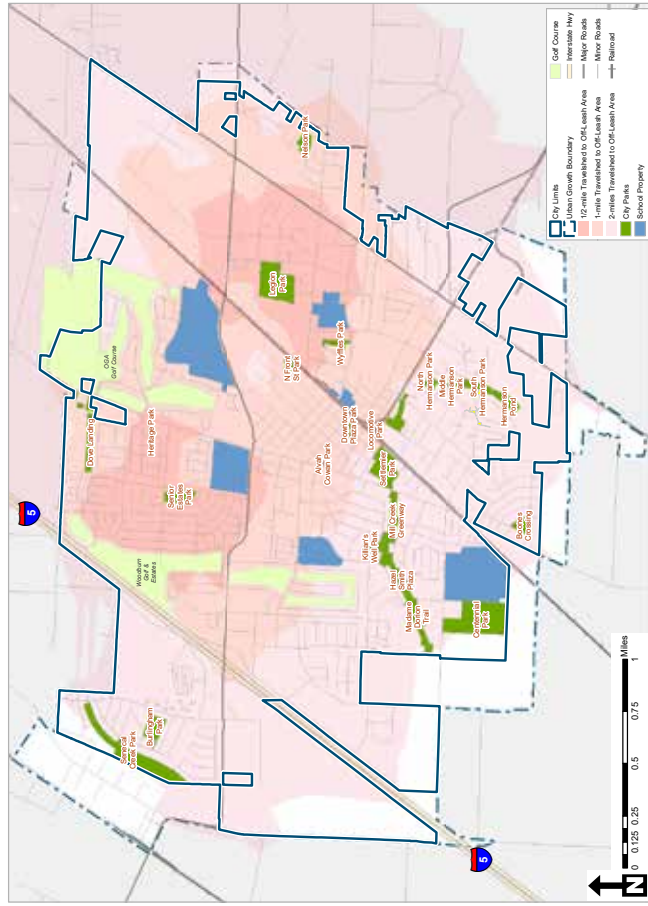 5
5
OGA
Golf Course
Dove Landing
Heritage Park
Woodburn
Golf &
Estates
Senior
Estates
Park
Senecal
Creek Park
Burlingham
Park
Nelson Park
Legion
Park
N Front
St Park
Wyffles Park
Alvah
Cowan Park
Downtown
Plaza Park
Locomotive
Park
Settlemier
Park
Mill Creek
Greenway
Killian's
Well Park
Hazel
Smith
Plaza
Madame
Dorion
Trail
Centennial
Park
North
Hermanson Park
Middle
Hermanson
Park
South
Hermanson Park
Hermanson
Pond
Boones
Crossing
N
0
0.125
0.25
0.5
0.75
1
Miles
City Limits
Urban Growth Boundary
1/2-mile Travelshed to Off-Leash Area
1-mile Travelshed to Off-Leash Area
2-miles Travelshed to Off-Leash Area
City Parks
School Property
Golf Course
Interstate Hwy
Major Roads
Minor Roads
Railroad